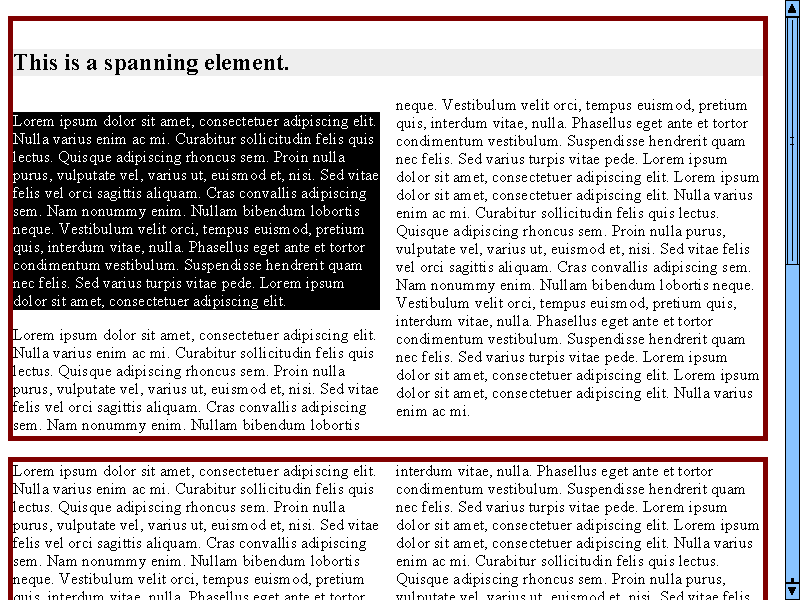 This is a spanning element.
Lorem ipsum dolor sit amet, consectetuer adipiscing elit.
Nulla varius enim ac mi. Curabitur sollicitudin felis quis
lectus. Quisque adipiscing rhoncus sem. Proin nulla
purus, vulputate vel, varius ut, euismod et, nisi. Sed vitae
felis vel orci sagittis aliquam. Cras convallis adipiscing
sem. Nam nonummy enim. Nullam bibendum lobortis
neque. Vestibulum velit orci, tempus euismod, pretium
quis, interdum vitae, nulla. Phasellus eget ante et tortor
condimentum vestibulum. Suspendisse hendrerit quam
nec felis. Sed varius turpis vitae pede. Lorem ipsum
dolor sit amet, consectetuer adipiscing elit.
Lorem ipsum dolor sit amet, consectetuer adipiscing elit.
Nulla varius enim ac mi. Curabitur sollicitudin felis quis
lectus. Quisque adipiscing rhoncus sem. Proin nulla
purus, vulputate vel, varius ut, euismod et, nisi. Sed vitae
felis vel orci sagittis aliquam. Cras convallis adipiscing
sem. Nam nonummy enim. Nullam bibendum lobortis
neque. Vestibulum velit orci, tempus euismod, pretium
quis, interdum vitae, nulla. Phasellus eget ante et tortor
condimentum vestibulum. Suspendisse hendrerit quam
nec felis. Sed varius turpis vitae pede. Lorem ipsum
dolor sit amet, consectetuer adipiscing elit. Lorem ipsum
dolor sit amet, consectetuer adipiscing elit. Nulla varius
enim ac mi. Curabitur sollicitudin felis quis lectus.
Quisque adipiscing rhoncus sem. Proin nulla purus,
vulputate vel, varius ut, euismod et, nisi. Sed vitae felis
vel orci sagittis aliquam. Cras convallis adipiscing sem.
Nam nonummy enim. Nullam bibendum lobortis neque.
Vestibulum velit orci, tempus euismod, pretium quis,
interdum vitae, nulla. Phasellus eget ante et tortor
condimentum vestibulum. Suspendisse hendrerit quam
nec felis. Sed varius turpis vitae pede. Lorem ipsum
dolor sit amet, consectetuer adipiscing elit. Lorem ipsum
dolor sit amet, consectetuer adipiscing elit. Nulla varius
enim ac mi.
Lorem ipsum dolor sit amet, consectetuer adipiscing elit.
Nulla varius enim ac mi. Curabitur sollicitudin felis quis
lectus. Quisque adipiscing rhoncus sem. Proin nulla
purus, vulputate vel, varius ut, euismod et, nisi. Sed vitae
felis vel orci sagittis aliquam. Cras convallis adipiscing
sem. Nam nonummy enim. Nullam bibendum lobortis
neque. Vestibulum velit orci, tempus euismod, pretium
quis, interdum vitae, nulla. Phasellus eget ante et tortor
interdum vitae, nulla. Phasellus eget ante et tortor
condimentum vestibulum. Suspendisse hendrerit quam
nec felis. Sed varius turpis vitae pede. Lorem ipsum
dolor sit amet, consectetuer adipiscing elit. Lorem ipsum
dolor sit amet, consectetuer adipiscing elit. Nulla varius
enim ac mi. Curabitur sollicitudin felis quis lectus.
Quisque adipiscing rhoncus sem. Proin nulla purus,
vulputate vel, varius ut, euismod et, nisi. Sed vitae felis